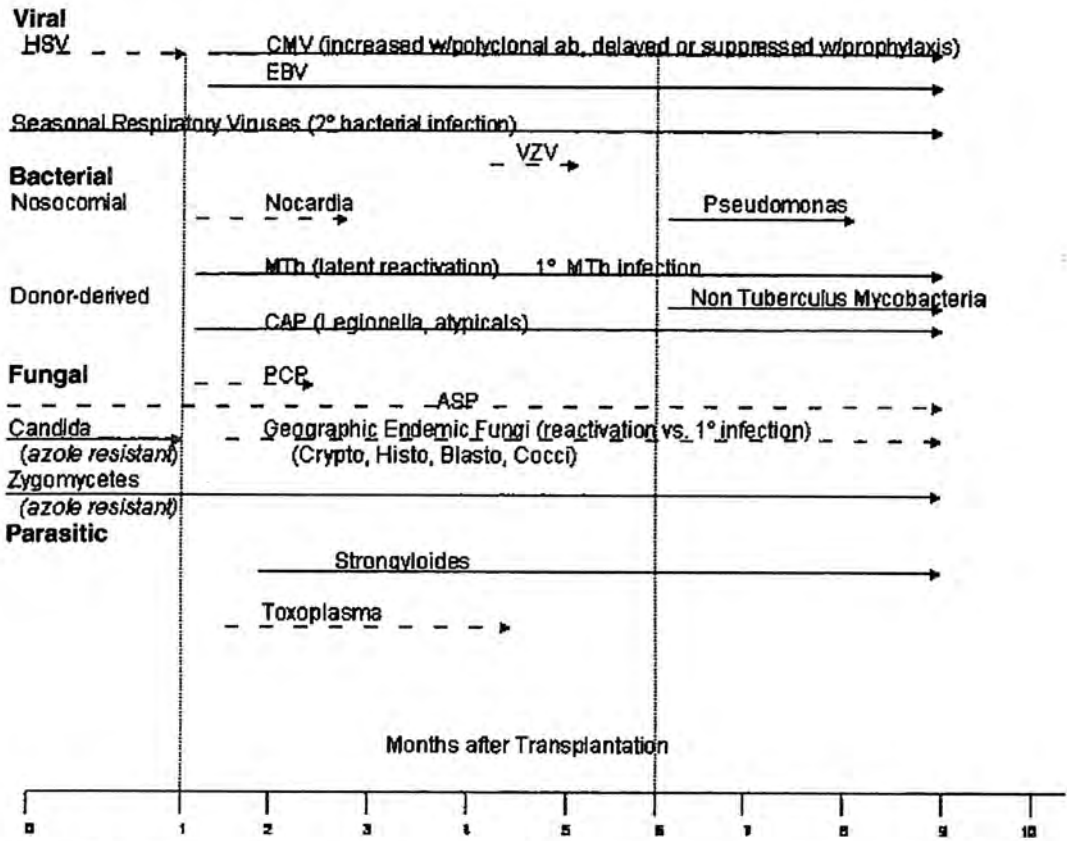 Viral
HSV CMV (increased w/polyclonal ab, delayed or suppressed w/prophylaxis)
EBV
Seasonal Respiratory Viruses (2° bacterial infection)
VZV
Bacterial
Nosocomial Nocardia Pseudomonas
MTb (latent reactivation) 1° MTb infection
Donor-derived Non Tuberculus Mycobacteria
CAP (Legionella, atypicals)
Fungal PCP
ASP
Candida Geographic Endemic Fungi (reactivation vs. 1° infection)
(azole resistant) (Crypto, Histo, Blasto, Cocci)
Zygomycetes
(azole resistant)
Parasitic
Strongyloides
Toxoplasma
Months after Transplantation
0 1 2 3 4 5 6 7 8 9 10